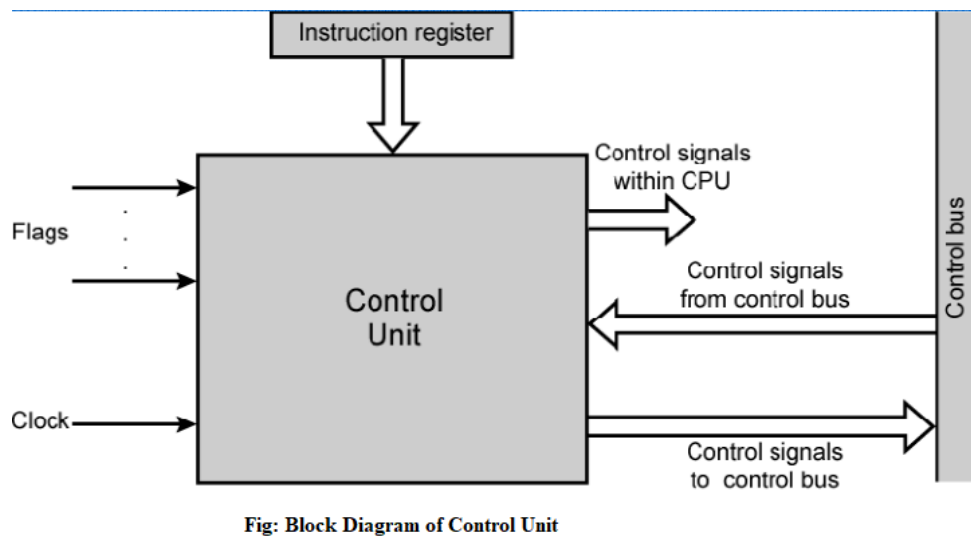 Instruction register
Control signals
within CPU
Flags
Control bus
Control signals
from control bus
Control
Unit
Clock
Control signals
to control bus
Fig: Block Diagram of Control Unit